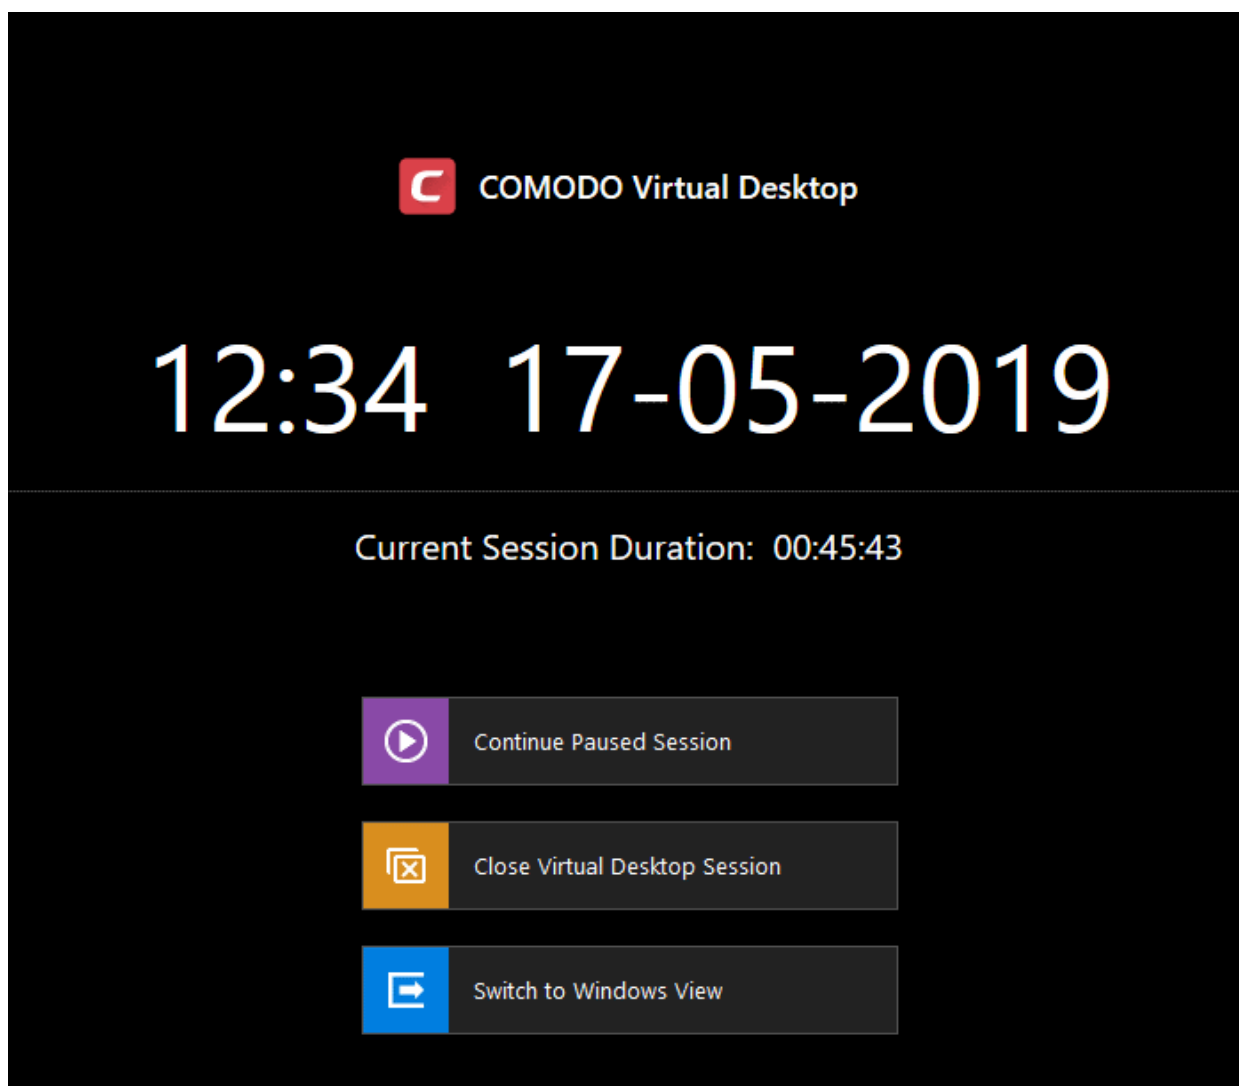 COMODO Virtual Desktop
12:34 17-05-2019
Current Session Duration: 00:45:43
Continue Paused Session
Close Virtual Desktop Session
Switch to Windows View